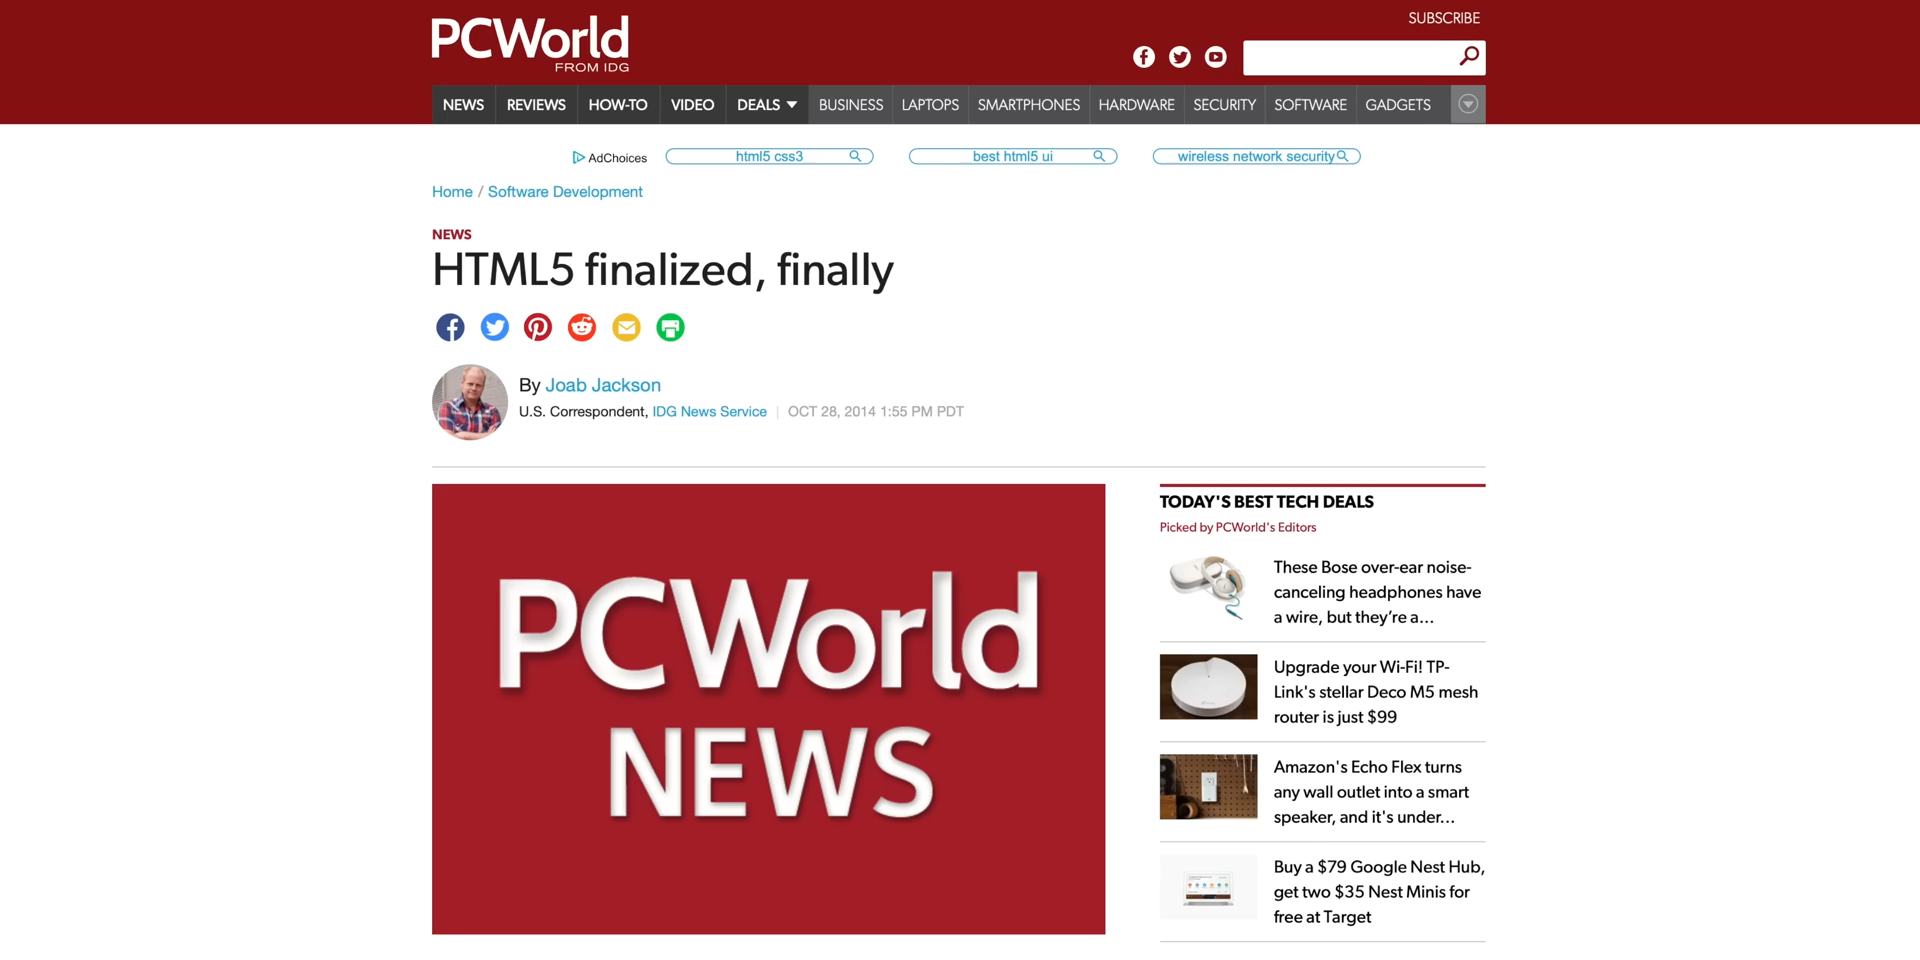 PCWorld
FROM IDG
SUBSCRIBE
NEWS REVIEWS HOW-TO VIDEO DEALS BUSINESS LAPTOPS SMARTPHONES HARDWARE SECURITY SOFTWARE GADGETS
AdChoices html5 css3 best html5 ui wireless network security
Home / Software Development
NEWS
HTML5 finalized, finally
By Joab Jackson
U.S. Correspondent, IDG News Service | OCT 28, 2014 1:55 PM PDT
PCWorld
NEWS
TODAY'S BEST TECH DEALS
Picked by PCWorld's Editors
These Bose over-ear noise-
canceling headphones have
a wire, but they’re a...
Upgrade your Wi-Fi! TP-
Link's stellar Deco M5 mesh
router is just $99
Amazon's Echo Flex turns
any wall outlet into a smart
speaker, and it's under...
Buy a $79 Google Nest Hub,
get two $35 Nest Minis for
free at Target